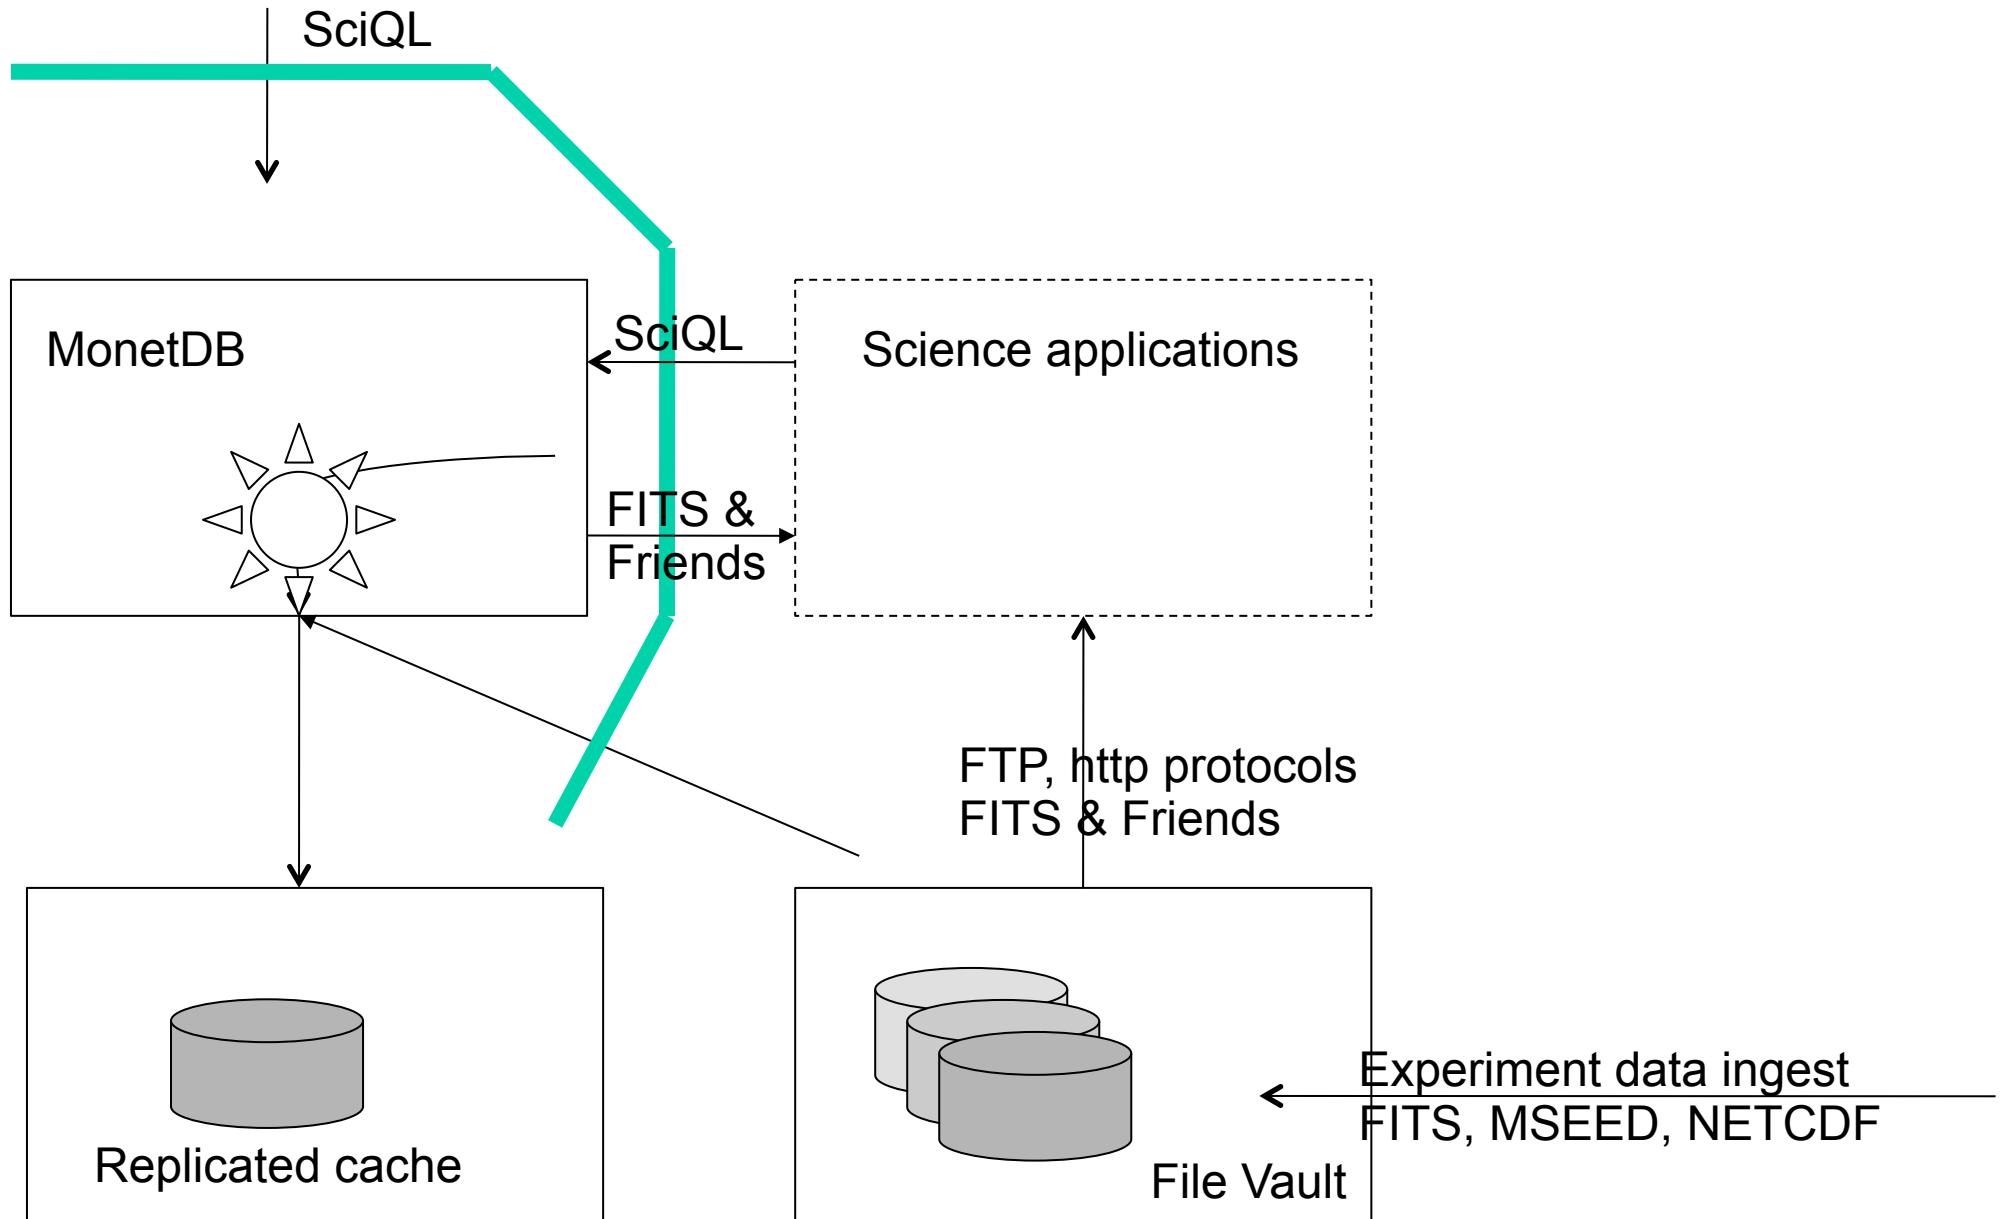 SciQL
MonetDB
SciQL
Science applications
FITS &
Friends
FTP, http protocols
FITS & Friends
Replicated cache
File Vault
Experiment data ingest
FITS, MSEED, NETCDF